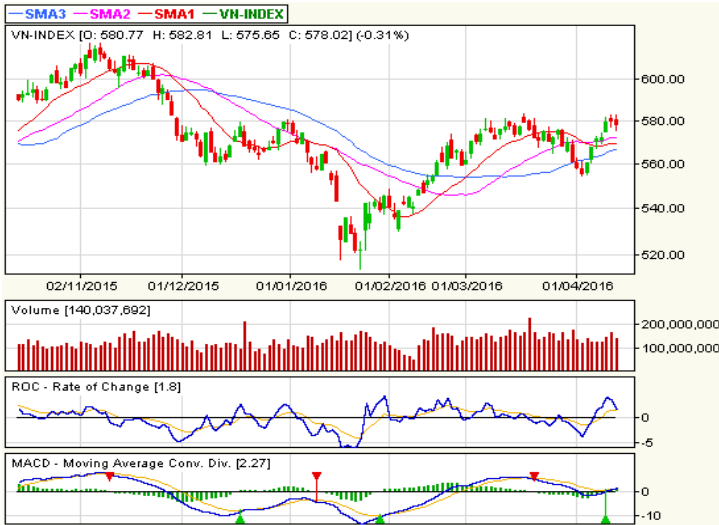 SMA3 SMA2 SMA1 VN-INDEX
VN-INDEX [O: 580.77 H: 582.81 L: 575.65 C: 578.02] (-0.31%)
600.00
580.00
560.00
540.00
520.00
02/11/2015 01/12/2015 01/01/2016 01/02/2016 01/03/2016 01/04/2016
Volume [140,037,692]
200,000,000
100,000,000
ROC - Rate of Change [1.8]
0
-5
MACD - Moving Average Conv. Div. [2.27]
0
-10